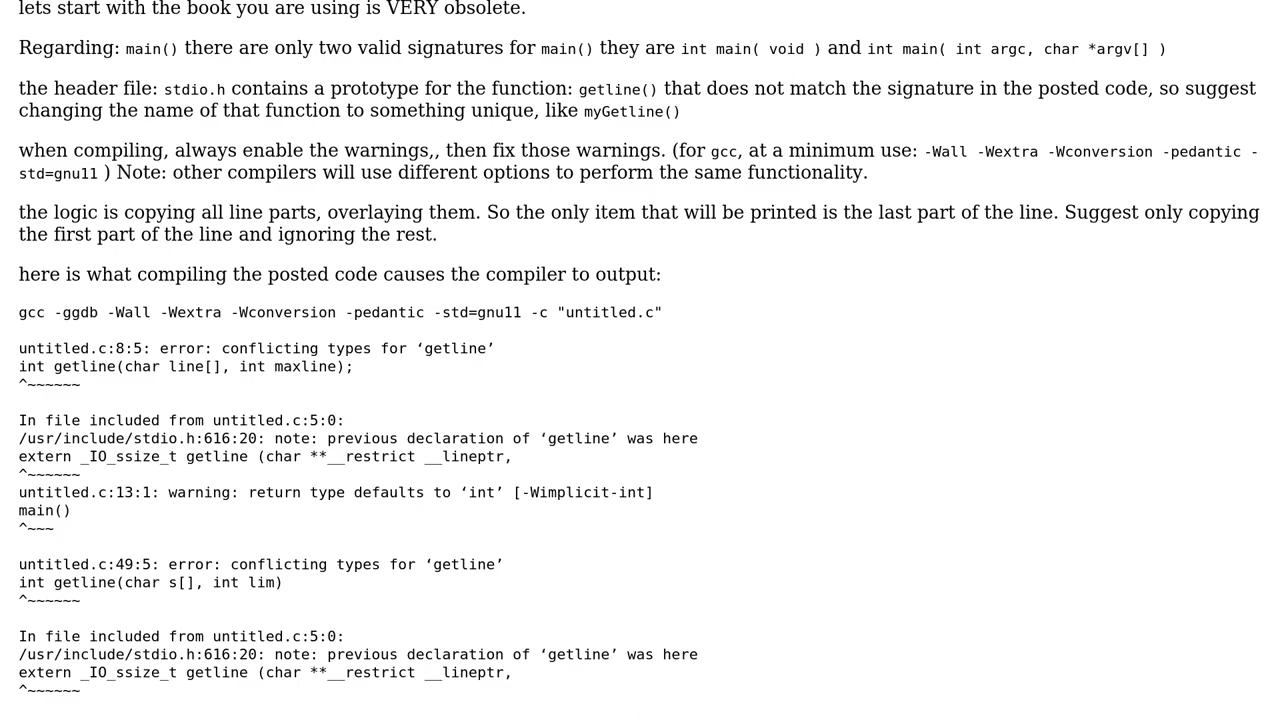 lets start with the book you are using is VERY obsolete.
Regarding: main() there are only two valid signatures for main() they are int main( void ) and int main( int argc, char *argv[] )
the header file: stdio.h contains a prototype for the function: getline() that does not match the signature in the posted code, so suggest
changing the name of that function to something unique, like myGetline()
when compiling, always enable the warnings,, then fix those warnings. (for gcc, at a minimum use: -Wall -Wextra -Wconversion -pedantic -
std=gnu11 ) Note: other compilers will use different options to perform the same functionality.
the logic is copying all line parts, overlaying them. So the only item that will be printed is the last part of the line. Suggest only copying
the first part of the line and ignoring the rest.
here is what compiling the posted code causes the compiler to output:
gcc -ggdb -Wall -Wextra -Wconversion -pedantic -std=gnu11 -c "untitled.c"
untitled.c:8:5: error: conflicting types for ‘getline’
int getline(char line[], int maxline);
^~~~~~~
In file included from untitled.c:5:0:
/usr/include/stdio.h:616:20: note: previous declaration of ‘getline’ was here
extern _IO_ssize_t getline (char **__restrict __lineptr,
^~~~~~~
untitled.c:13:1: warning: return type defaults to ‘int’ [-Wimplicit-int]
main()
^~~~
untitled.c:49:5: error: conflicting types for ‘getline’
int getline(char s[], int lim)
^~~~~~~
In file included from untitled.c:5:0:
/usr/include/stdio.h:616:20: note: previous declaration of ‘getline’ was here
extern _IO_ssize_t getline (char **__restrict __lineptr,
^~~~~~~